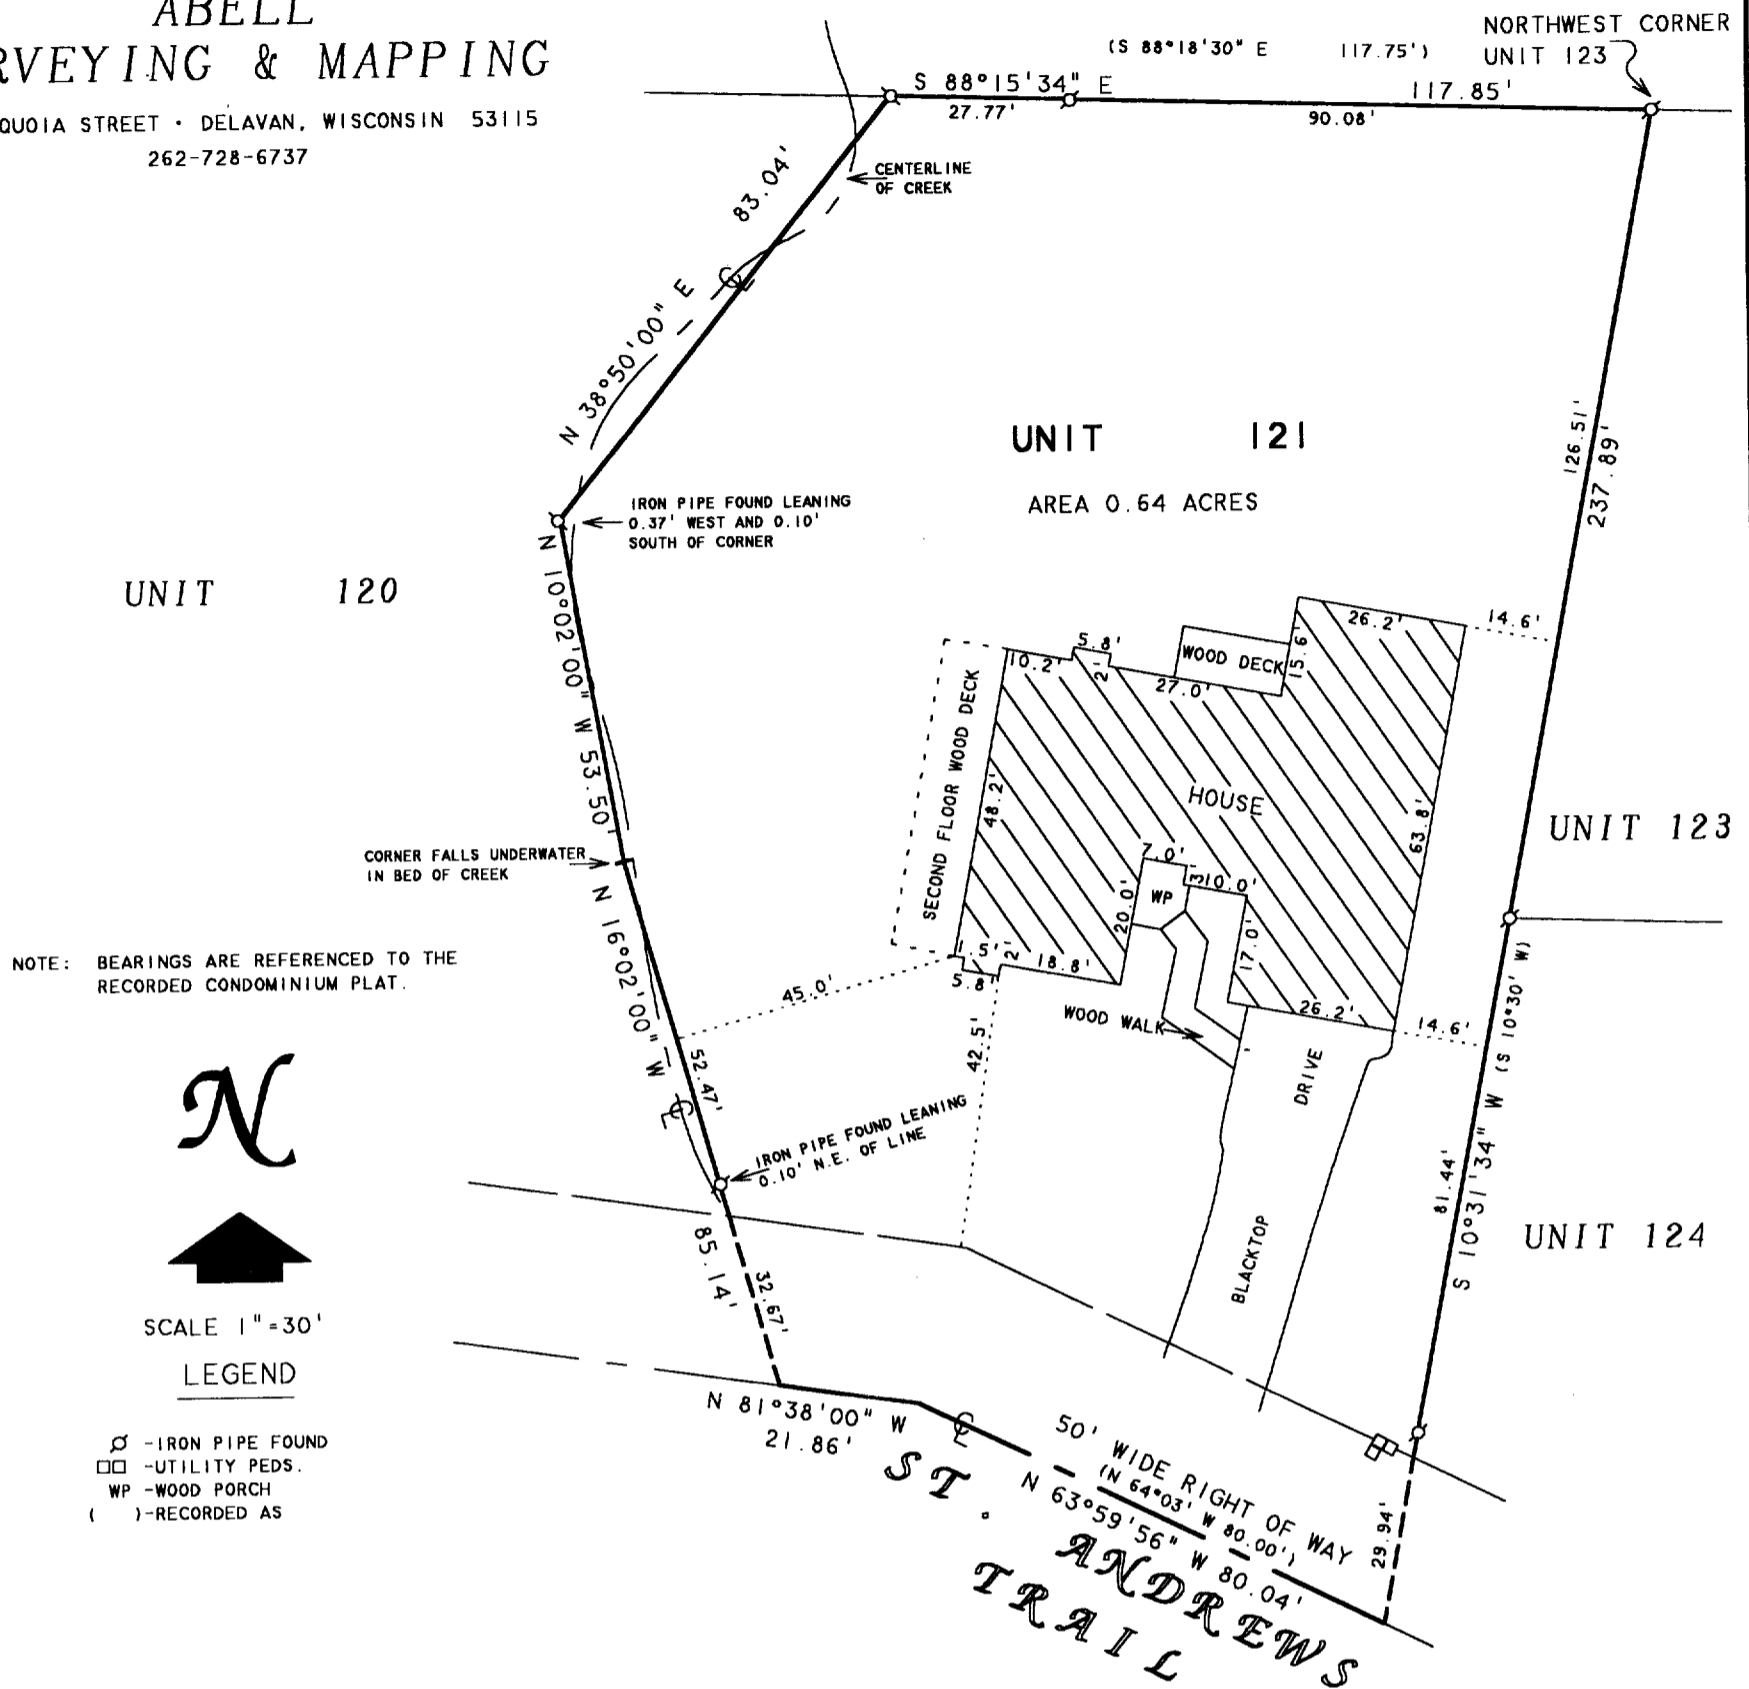 ABELL
RVEYING & MAPPING
QUOIA STREET · DELAVAN, WISCONSIN 53115
262-728-6737
(S 88°18'30" E 117.75')
NORTHWEST CORNER
UNIT 123
S 88°15'34" E
117.85'
27.77'
90.08'
CENTERLINE
OF CREEK
83.04'
N 38°50'00" E
UNIT 121
AREA 0.64 ACRES
126.51'
237.89'
IRON PIPE FOUND LEANING
0.37' WEST AND 0.10'
SOUTH OF CORNER
UNIT 120
N 10°02'00" W 53.50'
26.2'
14.6'
5.8'
10.2'
2'
WOOD DECK
15.6'
27.0'
SECOND FLOOR WOOD DECK
48.2'
HOUSE
63.8'
UNIT 123
CORNER FALLS UNDERWATER
IN BED OF CREEK
7.0'
3'
10.0'
WP
20.0'
17.0'
N 16°02'00" W
NOTE: BEARINGS ARE REFERENCED TO THE
RECORDED CONDOMINIUM PLAT.
1.5'
2'
18.8'
5.8'
45.0'
26.2'
14.6'
WOOD WALK
42.5'
52.47'
DRIVE
S 10°31'34" W (S 10°30' W)
81.44'
N
IRON PIPE FOUND LEANING
0.10' N.E. OF LINE
UNIT 124
BLACKTOP
85.14'
32.67'
SCALE 1"=30'
LEGEND
-IRON PIPE FOUND
-UTILITY PEDS.
WP -WOOD PORCH
( )-RECORDED AS
N 81°38'00" W
21.86'
50' WIDE RIGHT OF WAY
(N 64°03' W 80.00')
N 63°59'56" W 80.04'
29.94'
ST. ANDREWS
TRAIL